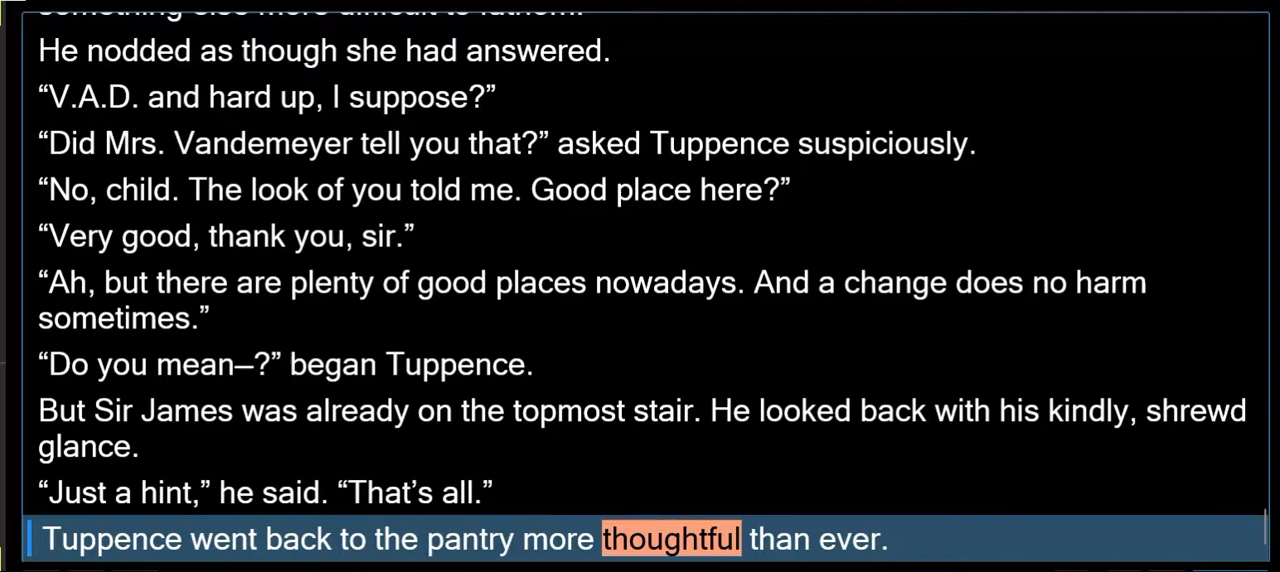 He nodded as though she had answered.
“V.A.D. and hard up, I suppose?”
“Did Mrs. Vandemeyer tell you that?” asked Tuppence suspiciously.
“No, child. The look of you told me. Good place here?”
“Very good, thank you, sir.”
“Ah, but there are plenty of good places nowadays. And a change does no harm
sometimes.”
“Do you mean—?” began Tuppence.
But Sir James was already on the topmost stair. He looked back with his kindly, shrewd
glance.
“Just a hint,” he said. “That’s all.”
Tuppence went back to the pantry more thoughtful than ever.